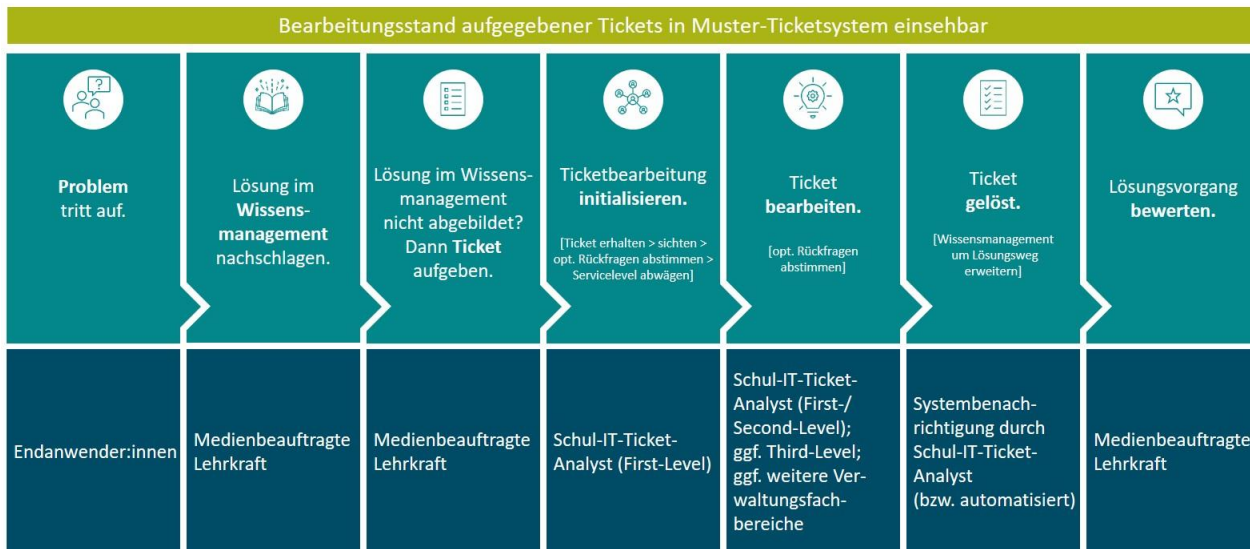 Bearbeitungsstand aufgegebener Tickets in Muster-Ticketsystem einsehbar
?
Problem
tritt auf.
Lösung im
Wissens-
management
nachschlagen.
Lösung im Wissens-
management
nicht abgebildet?
Dann Ticket
aufgeben.
Ticketbearbeitung
initialisieren.
[Ticket erhalten > sichten >
opt. Rückfragen abstimmen >
Servicelevel abwägen]
Ticket
bearbeiten.
[opt. Rückfragen
abstimmen]
Ticket
gelöst.
[Wissensmanagement
um Lösungsweg
erweitern]
Lösungsvorgang
bewerten.
Endanwender:innen
Medienbeauftragte
Lehrkraft
Medienbeauftragte
Lehrkraft
Schul-IT-Ticket-
Analyst (First-Level)
Schul-IT-Ticket-
Analyst (First-/
Second-Level);
ggf. Third-Level;
ggf. weitere Ver-
waltungsfach-
bereiche
Systembenach-
richtigung durch
Schul-IT-Ticket-
Analyst
(bzw. automatisiert)
Medienbeauftragte
Lehrkraft